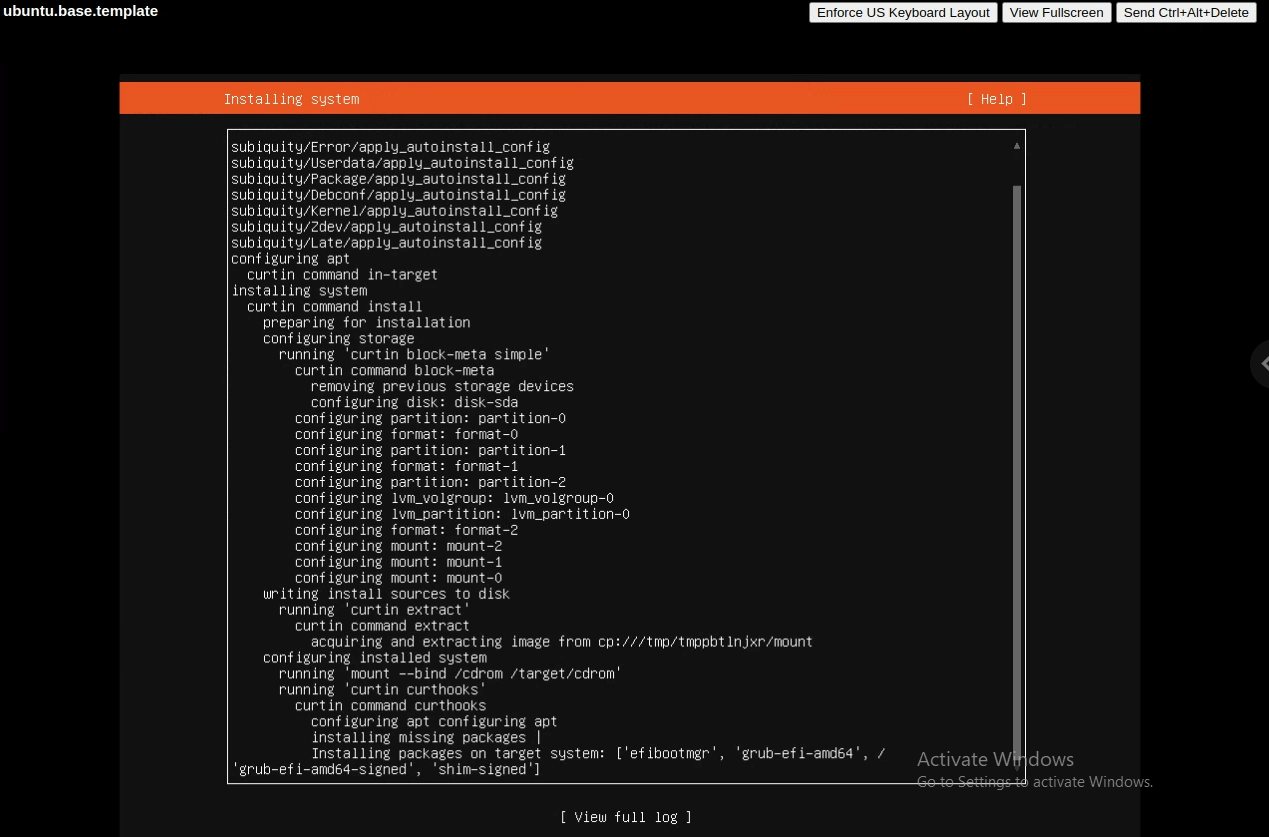 ubuntu.base.template
Enforce US Keyboard Layout
View Fullscreen
Send Ctrl+Alt+Delete
Installing system
[ Help ]
subiquity/Error/apply_autoinstall_config
subiquity/Userdata/apply_autoinstall_config
subiquity/Package/apply_autoinstall_config
subiquity/Debconf/apply_autoinstall_config
subiquity/Kernel/apply_autoinstall_config
subiquity/Zdev/apply_autoinstall_config
subiquity/Late/apply_autoinstall_config
configuring apt
curtin command in-target
installing system
curtin command install
preparing for installation
configuring storage
running 'curtin block-meta simple'
curtin command block-meta
removing previous storage devices
configuring disk: disk-sda
configuring partition: partition-0
configuring format: format-0
configuring partition: partition-1
configuring format: format-1
configuring partition: partition-2
configuring lvm_volgroup: lvm_volgroup-0
configuring lvm_partition: lvm_partition-0
configuring format: format-2
configuring mount: mount-2
configuring mount: mount-1
configuring mount: mount-0
writing install sources to disk
running 'curtin extract'
curtin command extract
acquiring and extracting image from cp:///tmp/tmppbtlnjxr/mount
configuring installed system
running 'mount --bind /cdrom /target/cdrom'
running 'curtin curthooks'
curtin command curthooks
configuring apt configuring apt
installing missing packages |
Installing packages on target system: ['efibootmgr', 'grub-efi-amd64', /
'grub-efi-amd64-signed', 'shim-signed']
Activate Windows
Go to Settings to activate Windows.
[ View full log ]